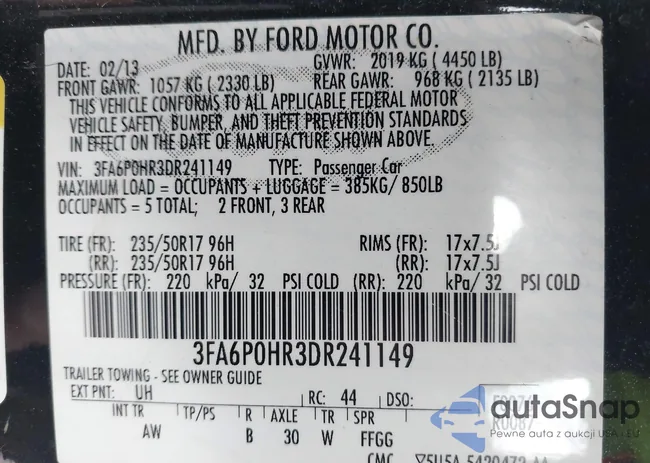 MFD. BY FORD MOTOR CO.
DATE: 02/13 GVWR: 2019 KG ( 4450 LB)
FRONT GAWR: 1057 KG ( 2330 LB) REAR GAWR: 968 KG ( 2135 LB)
THIS VEHICLE CONFORMS TO ALL APPLICABLE FEDERAL MOTOR
VEHICLE SAFETY, BUMPER, AND THEFT PREVENTION STANDARDS
IN EFFECT ON THE DATE OF MANUFACTURE SHOWN ABOVE.
VIN: 3FA6P0HR3DR241149 TYPE: Passenger Car
MAXIMUM LOAD = OCCUPANTS + LUGGAGE = 385KG/ 850LB
OCCUPANTS = 5 TOTAL; 2 FRONT, 3 REAR
TIRE (FR): 235/50R17 96H RIMS (FR): 17x7.5J
(RR): 235/50R17 96H (RR): 17x7.5J
PRESSURE (FR): 220 kPa/ 32 PSI COLD (RR): 220 kPa/ 32 PSI COLD
3FA6P0HR3DR241149
TRAILER TOWING - SEE OWNER GUIDE
EXT PNT: UH RC: 44 DSO:
INT TR TP/PS R AXLE TR SPR R0087
AW B 30 W FFGG
autaSnap
Pewne auta z aukcji USA i EU
CMC